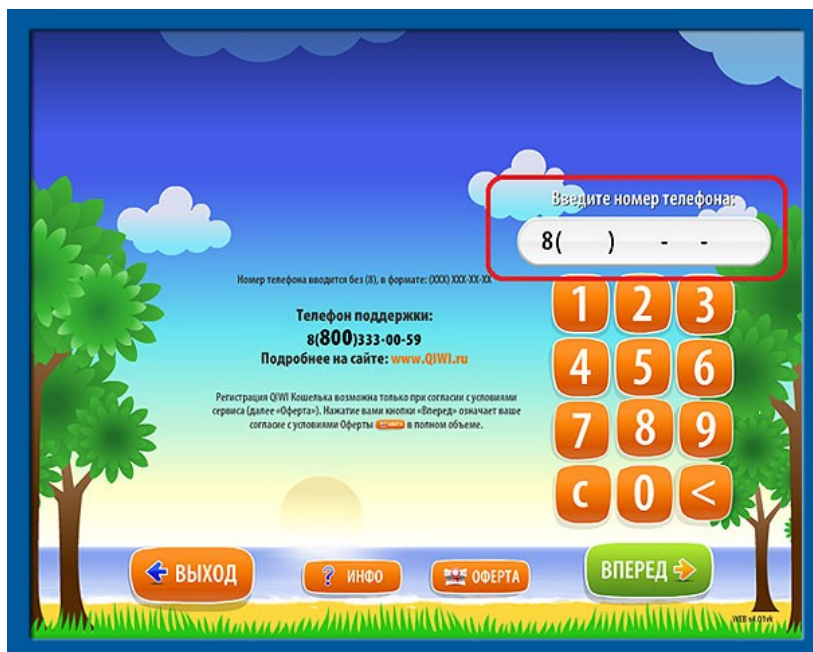 Введите номер телефона:
8( ) - -
Номер телефона вводится без (8), в формате: (XXX) XXX-XX-XX
Телефон поддержки:
8(800)333-00-59
Подробнее на сайте: www.QIWI.ru
Регистрация QIWI Кошелька возможна только при согласии с условиями
сервиса (далее «Оферта»). Нажатие вами кнопки «Вперед» означает ваше
согласие с условиями Оферты в полном объеме.
1 2 3
4 5 6
7 8 9
С 0 <
ВЫХОД
? ИНФО
ОФЕРТА
ВПЕРЕД
WEB v4.01vk